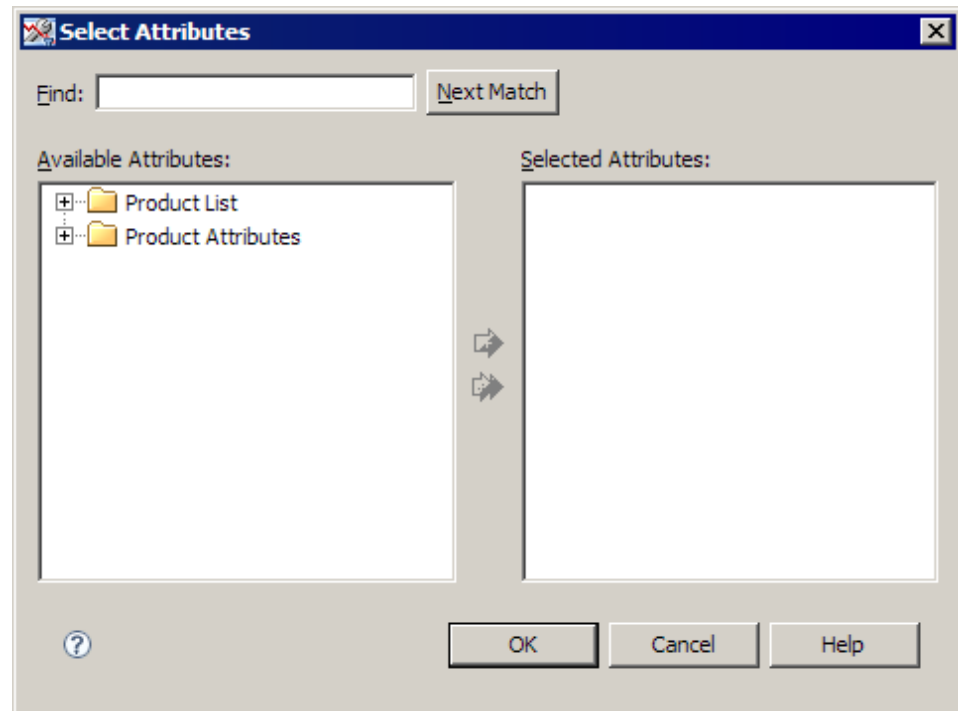 Select Attributes
Find: Next Match
Available Attributes: Selected Attributes:
Product List
Product Attributes
OK Cancel Help